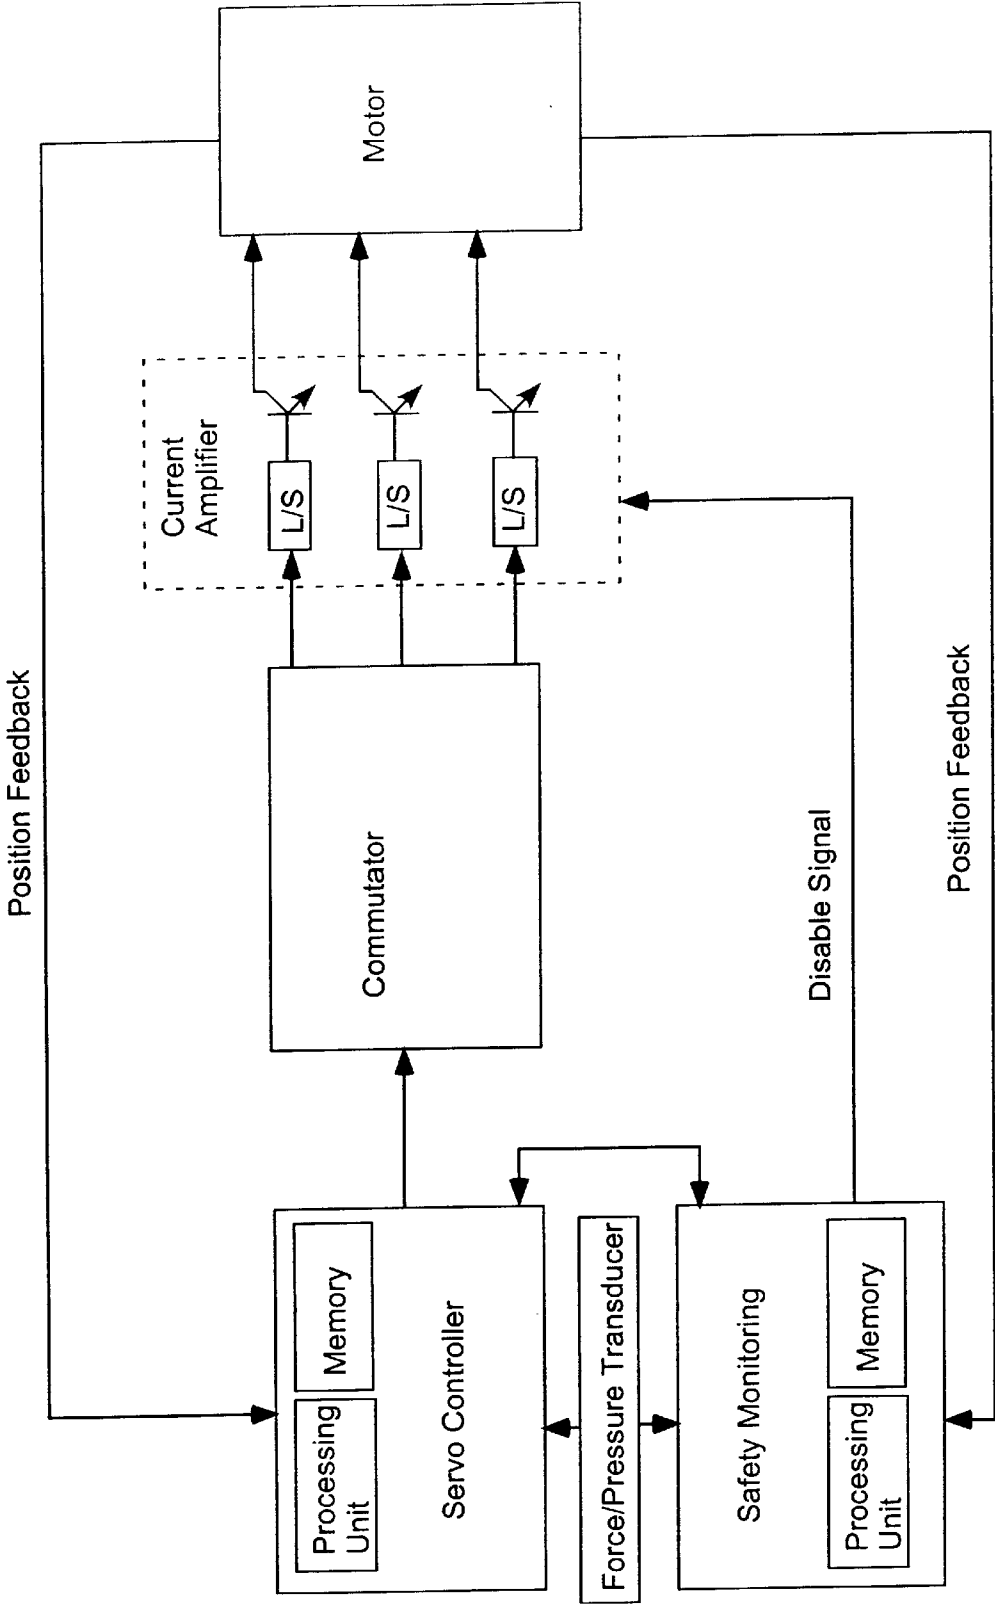 Position Feedback
Processing
Unit
Memory
Servo Controller
Commutator
Current
Amplifier
L/S
L/S
L/S
Motor
Force/Pressure Transducer
Safety Monitoring
Processing
Unit
Memory
Disable Signal
Position Feedback